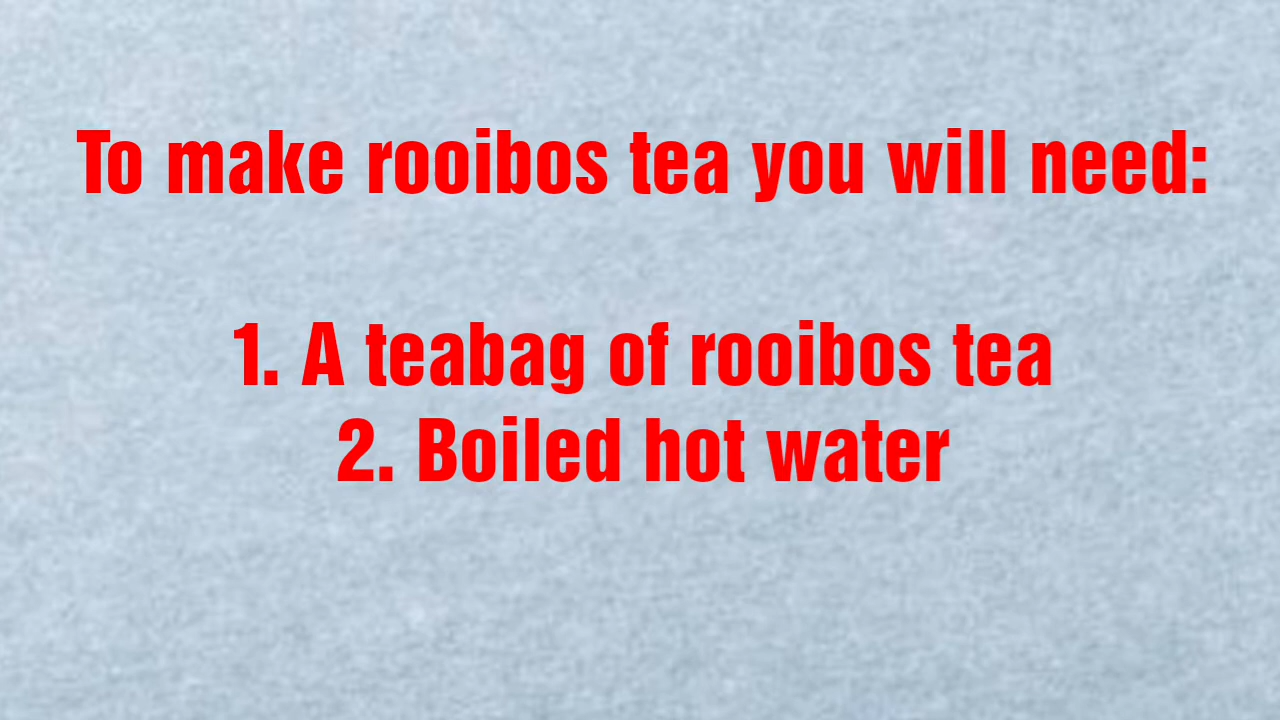 To make rooibos tea you will need:
1. A teabag of rooibos tea
2. Boiled hot water